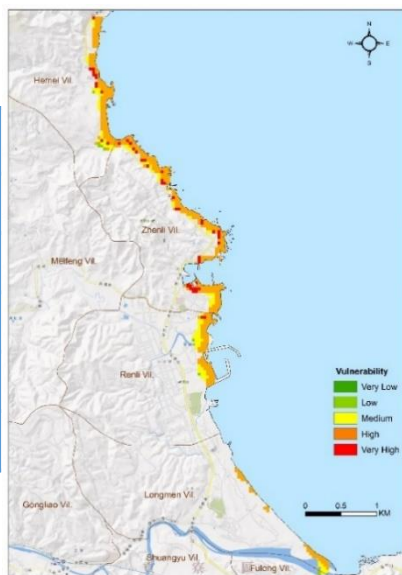 N
W E
S
Hemei Vil.
Zhenli Vil.
Meifeng Vil.
Renli Vil.
Vulnerability
Very Low
Low
Medium
High
Very High
Longmen Vil.
Gongliao Vil.
0 0.5 1
KM
Shuangyu Vil.
Fulong Vil.